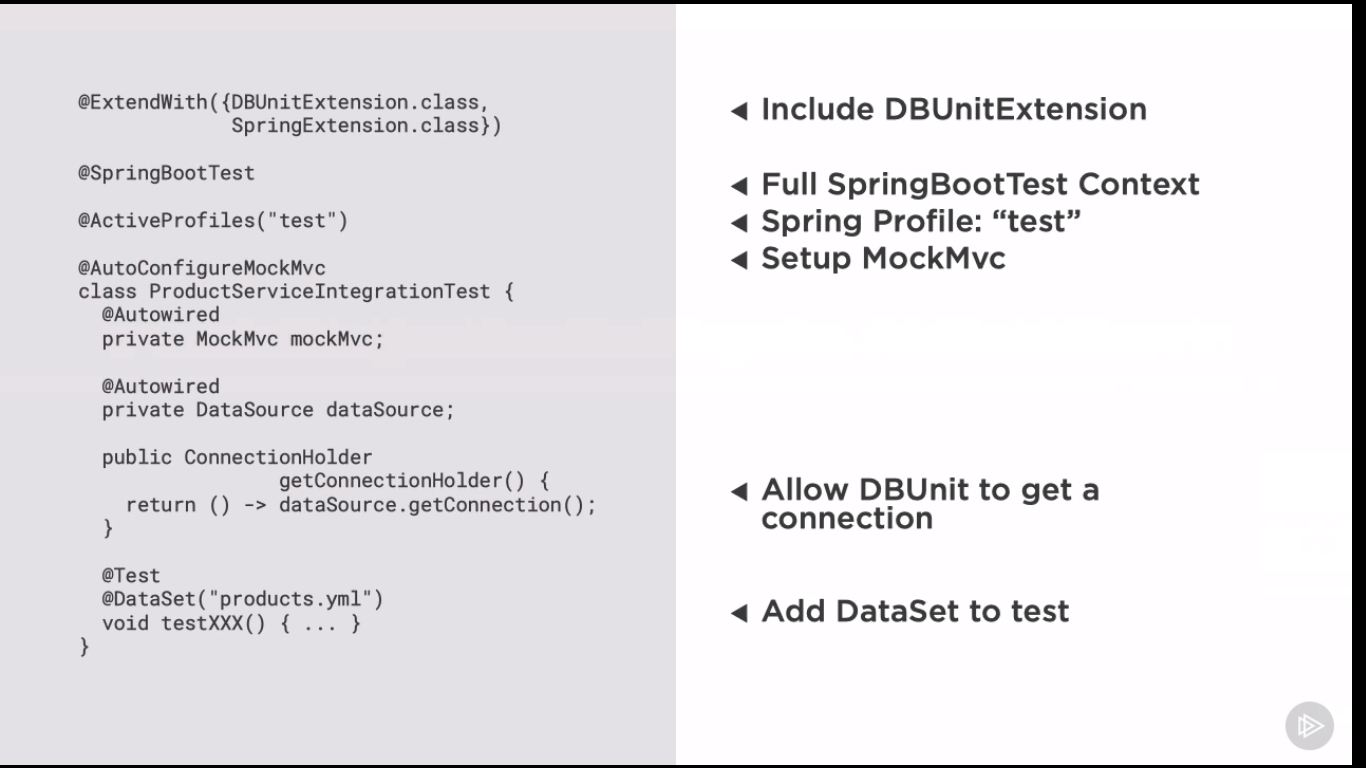 @ExtendWith({DBUnitExtension.class,
SpringExtension.class})
@SpringBootTest
@ActiveProfiles("test")
@AutoConfigureMockMvc
class ProductServiceIntegrationTest {
@Autowired
private MockMvc mockMvc;
@Autowired
private DataSource dataSource;
public ConnectionHolder
getConnectionHolder() {
return () -> dataSource.getConnection();
}
@Test
@DataSet("products.yml")
void testXXX() { ... }
}
Include DBUnitExtension
Full SpringBootTest Context
Spring Profile: “test”
Setup MockMvc
Allow DBUnit to get a
connection
Add DataSet to test